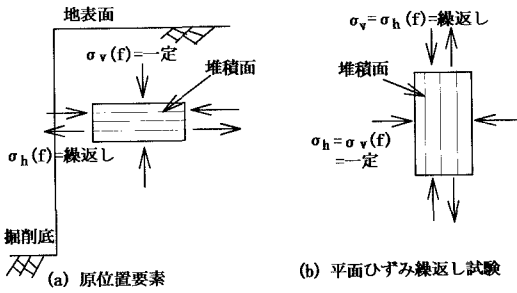 地表面
σv(f)=一定
堆積面
σh(f)=繰返し
掘削底
(a) 原位置要素
σv=σh(f)=繰返し
堆積面
σh=σv(f)
=一定
(b) 平面ひずみ繰返し試験